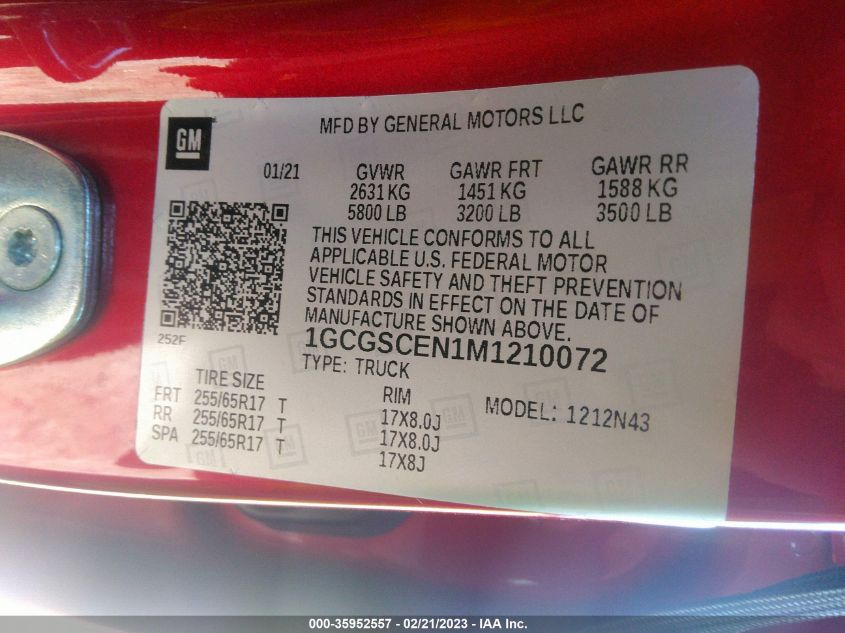 GM
MFD BY GENERAL MOTORS LLC
01/21 GVWR GAWR FRT GAWR RR
2631 KG 1451 KG 1588 KG
5800 LB 3200 LB 3500 LB
THIS VEHICLE CONFORMS TO ALL
APPLICABLE U.S. FEDERAL MOTOR
VEHICLE SAFETY AND THEFT PREVENTION
STANDARDS IN EFFECT ON THE DATE OF
MANUFACTURE SHOWN ABOVE.
252F
1GCGSCEN1M1210072
TYPE: TRUCK
TIRE SIZE RIM MODEL: 1212N43
FRT 255/65R17 T 17X8.0J
RR 255/65R17 T 17X8.0J
SPA 255/65R17 T 17X8J
000-35952557 - 02/21/2023 - IAA Inc.